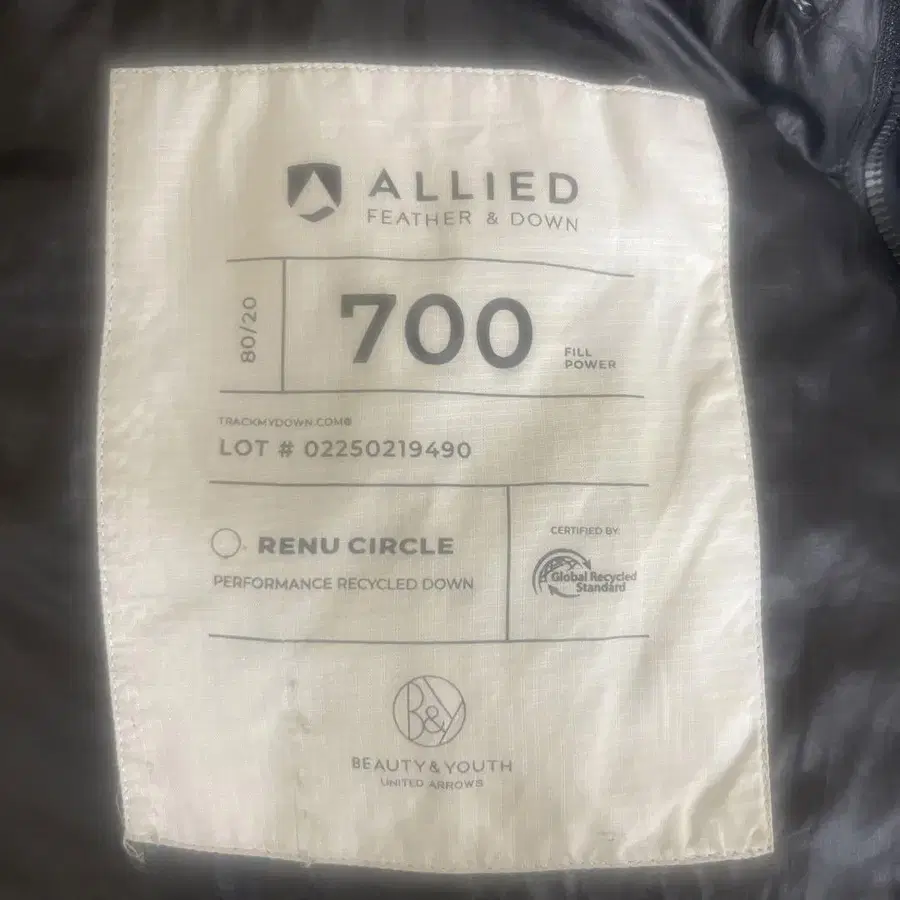 ALLIED
FEATHER & DOWN
80/20
700
FILL
POWER
TRACKMYDOWN.COM®
LOT # 02250219490
RENU CIRCLE
PERFORMANCE RECYCLED DOWN
CERTIFIED BY:
Global Recycled
Standard
B&Y
BEAUTY & YOUTH
UNITED ARROWS